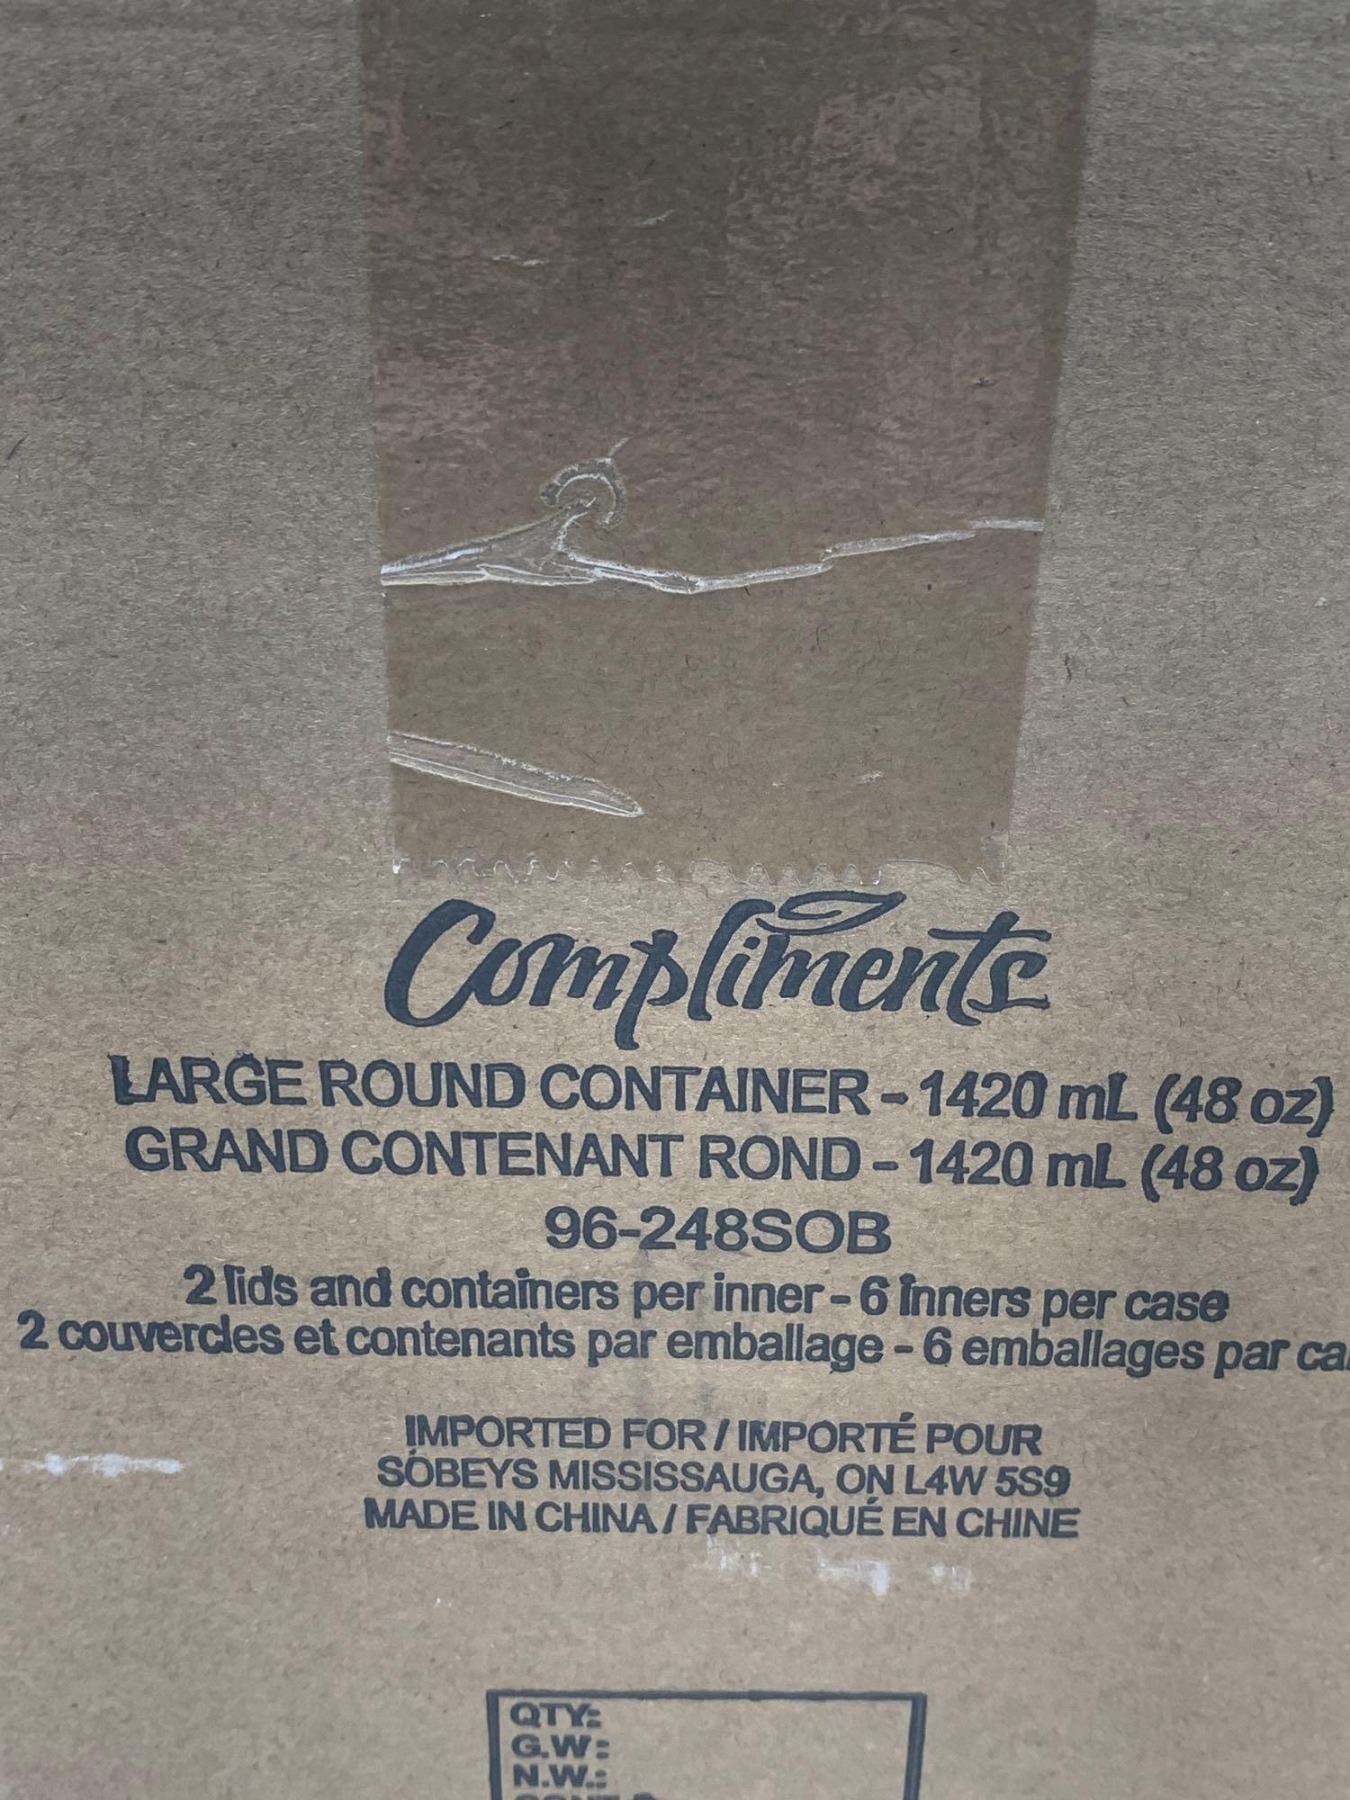 Compliments
LARGE ROUND CONTAINER - 1420 mL (48 oz)
GRAND CONTENANT ROND - 1420 mL (48 oz)
96-248SOB
2 lids and containers per inner - 6 inners per case
2 couvercles et contenants par emballage - 6 emballages par
IMPORTED FOR / IMPORTÉ POUR
SOBEYS MISSISSAUGA, ON L4W 5S9
MADE IN CHINA / FABRIQUÉ EN CHINE
QTY:
G.W:
N.W.: